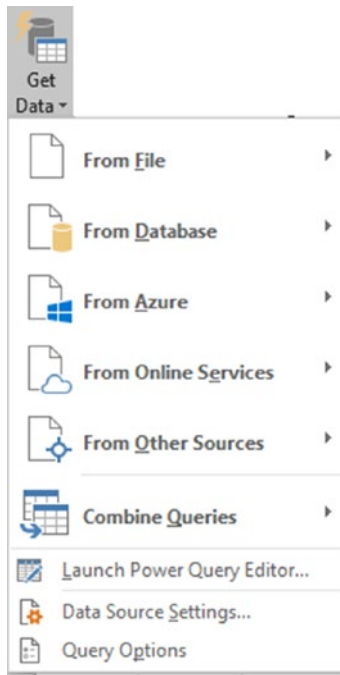 Get
Data
From File
From Database
From Azure
From Online Services
From Other Sources
Combine Queries
Launch Power Query Editor...
Data Source Settings...
Query Options